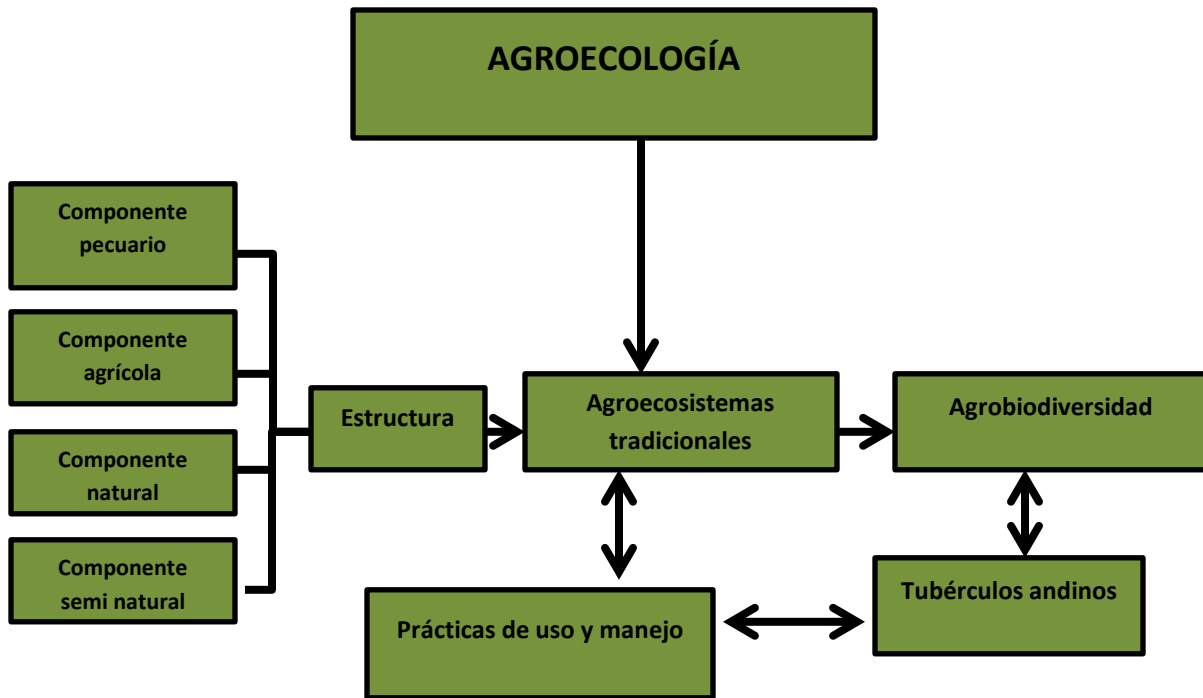 AGROECOLOGÍA
Componente
pecuario
Componente
agrícola
Componente
natural
Componente
semi natural
Estructura
Agroecosistemas
tradicionales
Agrobiodiversidad
Prácticas de uso y manejo
Tubérculos andinos